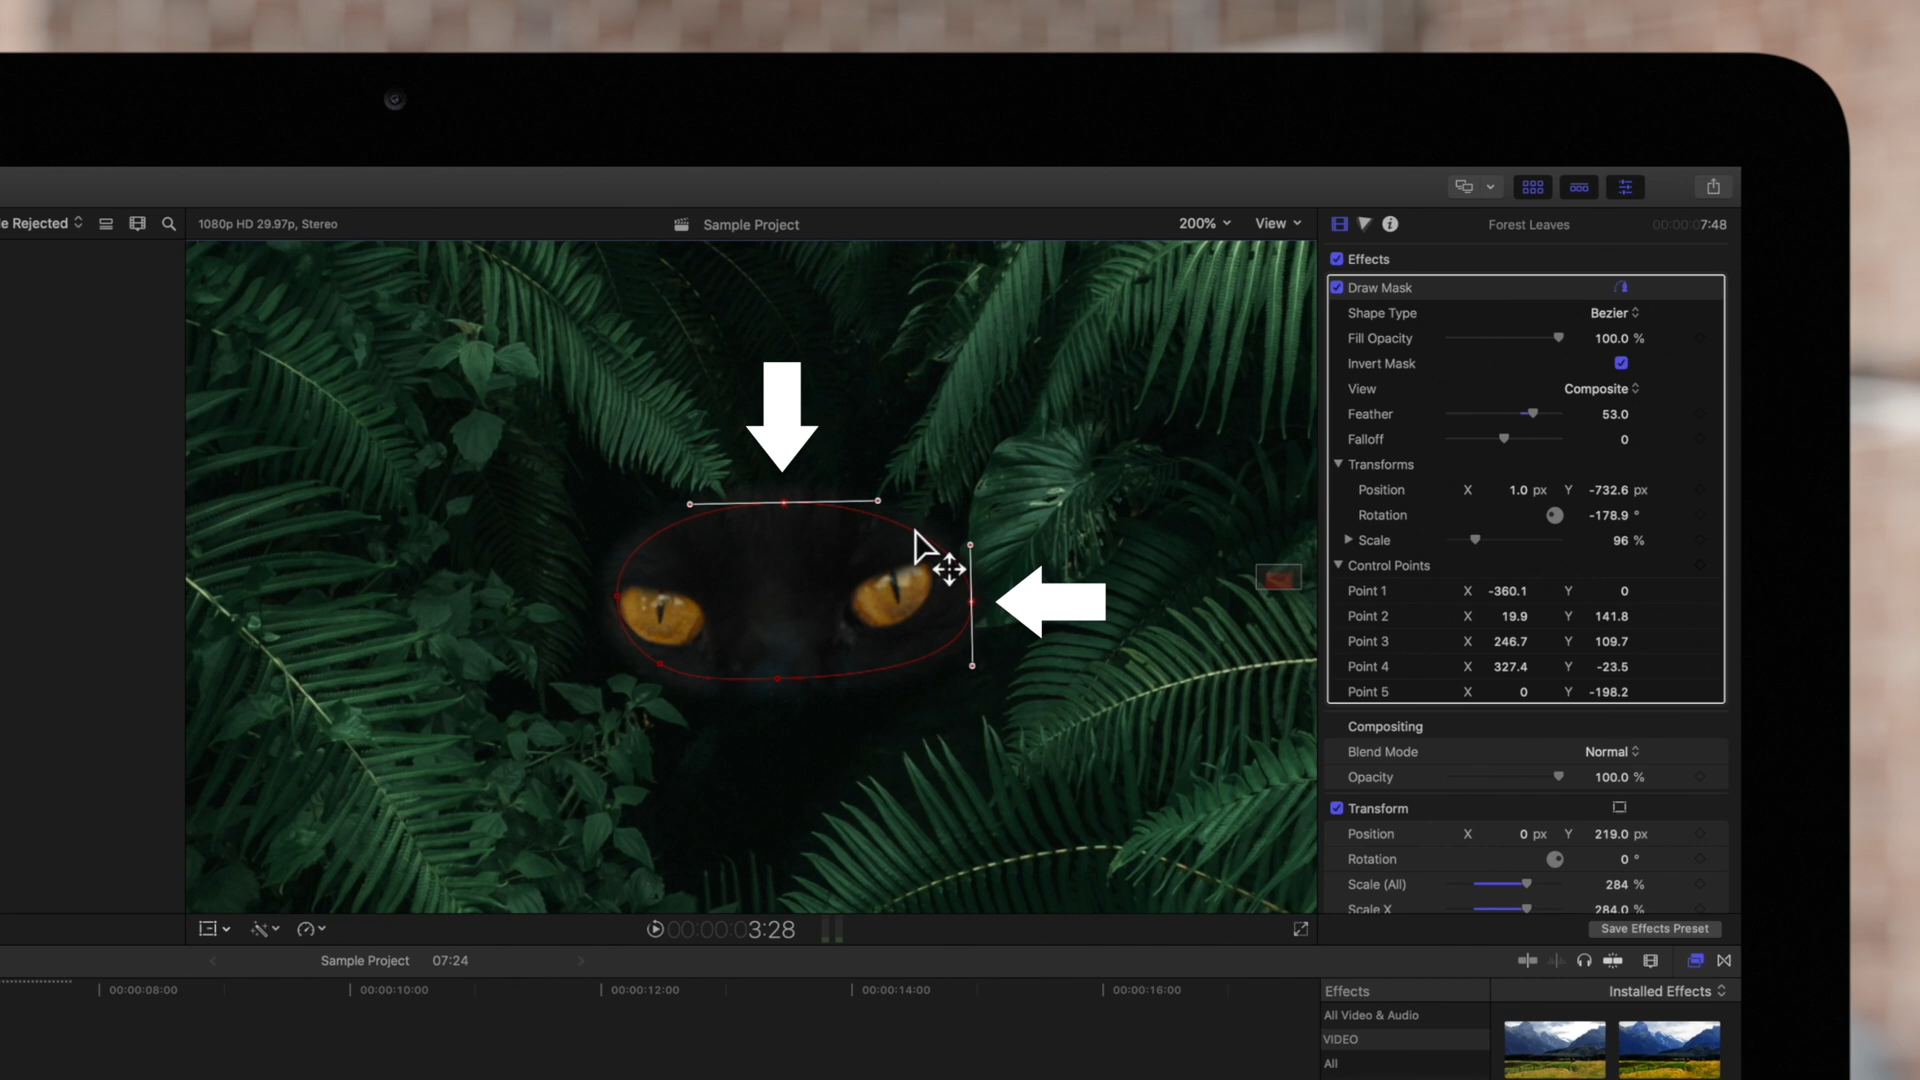 e Rejected
1080p HD 29.97p, Stereo
Sample Project
200%
View
Forest Leaves
00:00:07:48
Effects
Draw Mask
Shape Type Bezier
Fill Opacity 100.0 %
Invert Mask
View Composite
Feather 53.0
Falloff 0
Transforms
Position X 1.0 px Y -732.6 px
Rotation -178.9 °
Scale 96 %
Control Points
Point 1 X -360.1 Y 0
Point 2 X 19.9 Y 141.8
Point 3 X 246.7 Y 109.7
Point 4 X 327.4 Y -23.5
Point 5 X 0 Y -198.2
Compositing
Blend Mode Normal
Opacity 100.0 %
Transform
Position X 0 px Y 219.0 px
Rotation 0 °
Scale (All) 284 %
Scale X 284.0 %
00:00:03:28
Save Effects Preset
Sample Project 07:24
00:00:08:00 00:00:10:00 00:00:12:00 00:00:14:00 00:00:16:00
Effects
Installed Effects
All Video & Audio
VIDEO
All